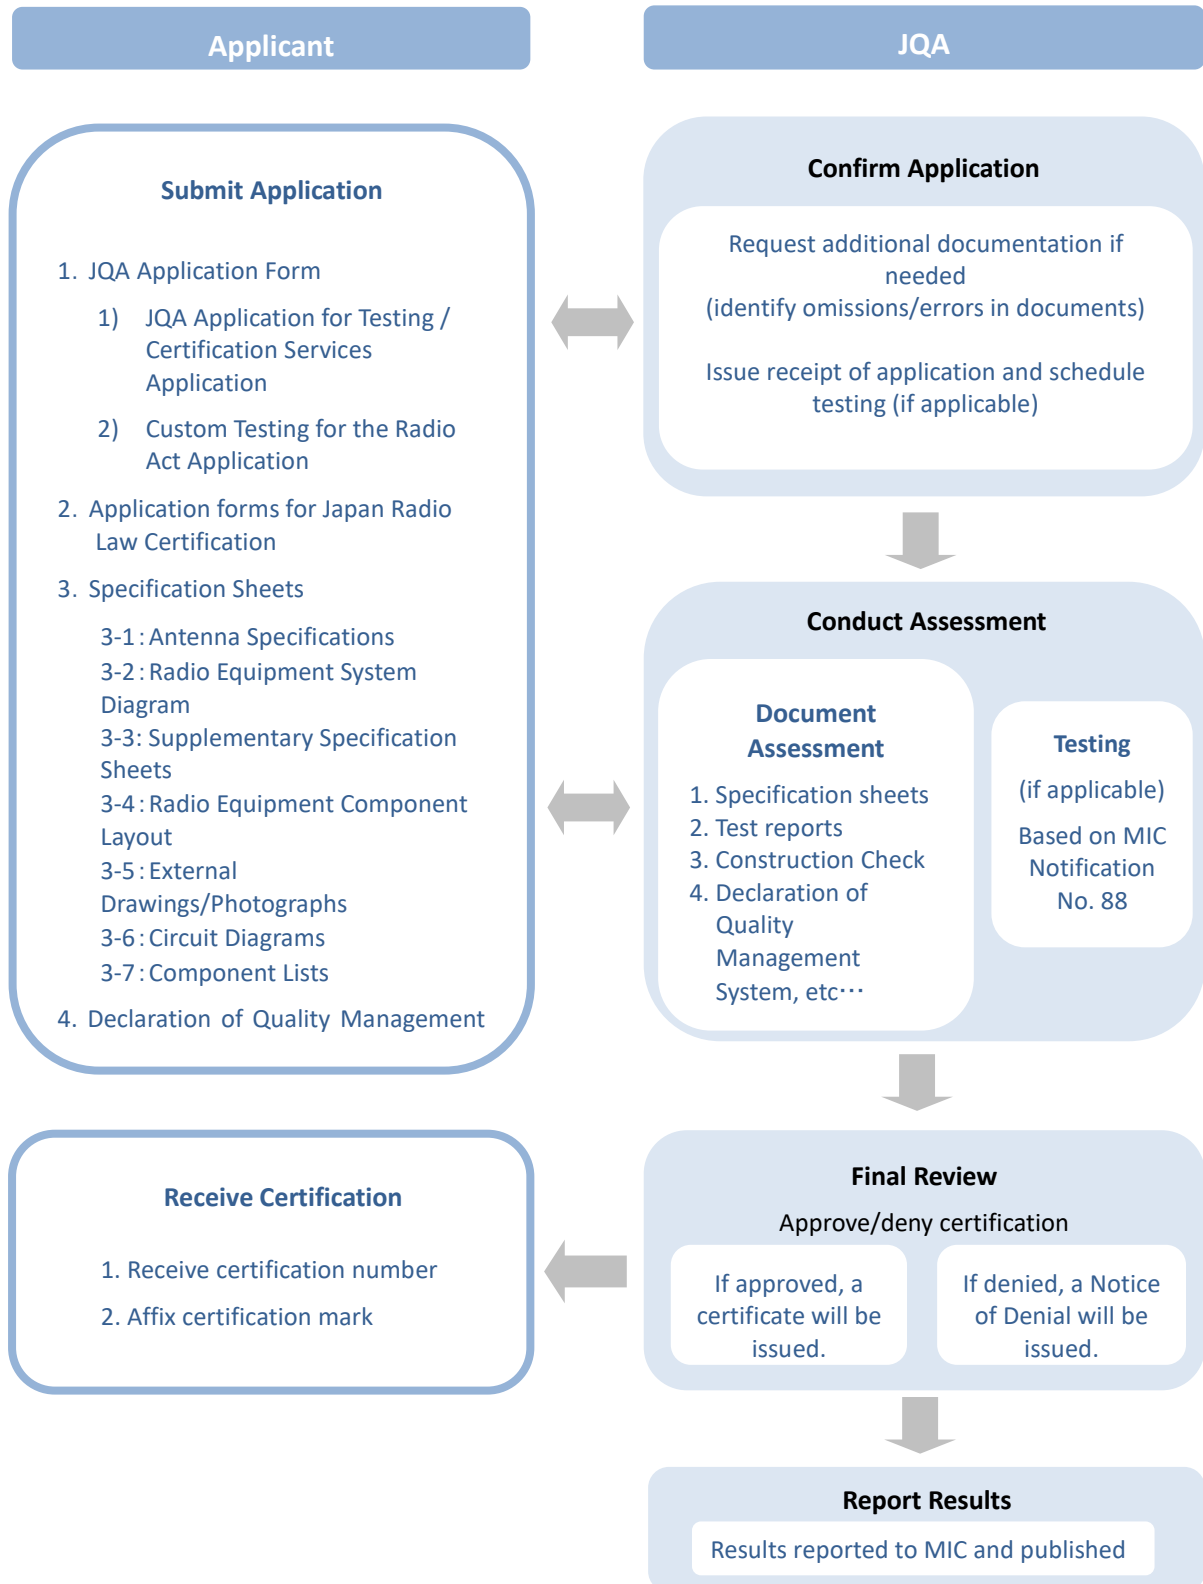 Applicant
JQA
Submit Application
1. JQA Application Form
1) JQA Application for Testing /
Certification Services
Application
2) Custom Testing for the Radio
Act Application
2. Application forms for Japan Radio
Law Certification
3. Specification Sheets
3-1: Antenna Specifications
3-2: Radio Equipment System
Diagram
3-3: Supplementary Specification
Sheets
3-4: Radio Equipment Component
Layout
3-5: External
Drawings/Photographs
3-6: Circuit Diagrams
3-7: Component Lists
4. Declaration of Quality Management
Confirm Application
Request additional documentation if
needed
(identify omissions/errors in documents)
Issue receipt of application and schedule
testing (if applicable)
Conduct Assessment
Document
Assessment
1. Specification sheets
2. Test reports
3. Construction Check
4. Declaration of
Quality
Management
System, etc⋯
Testing
(if applicable)
Based on MIC
Notification
No. 88
Final Review
Approve/deny certification
If approved, a
certificate will be
issued.
If denied, a Notice
of Denial will be
issued.
Receive Certification
1. Receive certification number
2. Affix certification mark
Report Results
Results reported to MIC and published